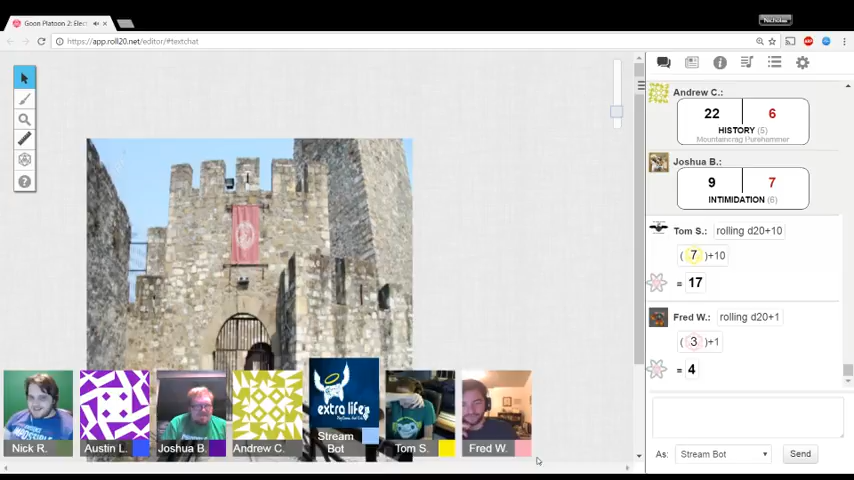 Nicholas
Goon Platoon 2: Ele
https://app.roll20.net/editor/#textchat
Andrew C.:
22 6
HISTORY (5)
Mountaincrag Purehammer
Joshua B.:
9 7
INTIMIDATION (6)
Tom S.: rolling d20+10
(7)+10
= 17
Fred W.: rolling d20+1
(3)+1
= 4
extra life
Nick R.
Austin L.
Joshua B.
Andrew C.
Stream Bot
Tom S.
Fred W.
As: Stream Bot
Send